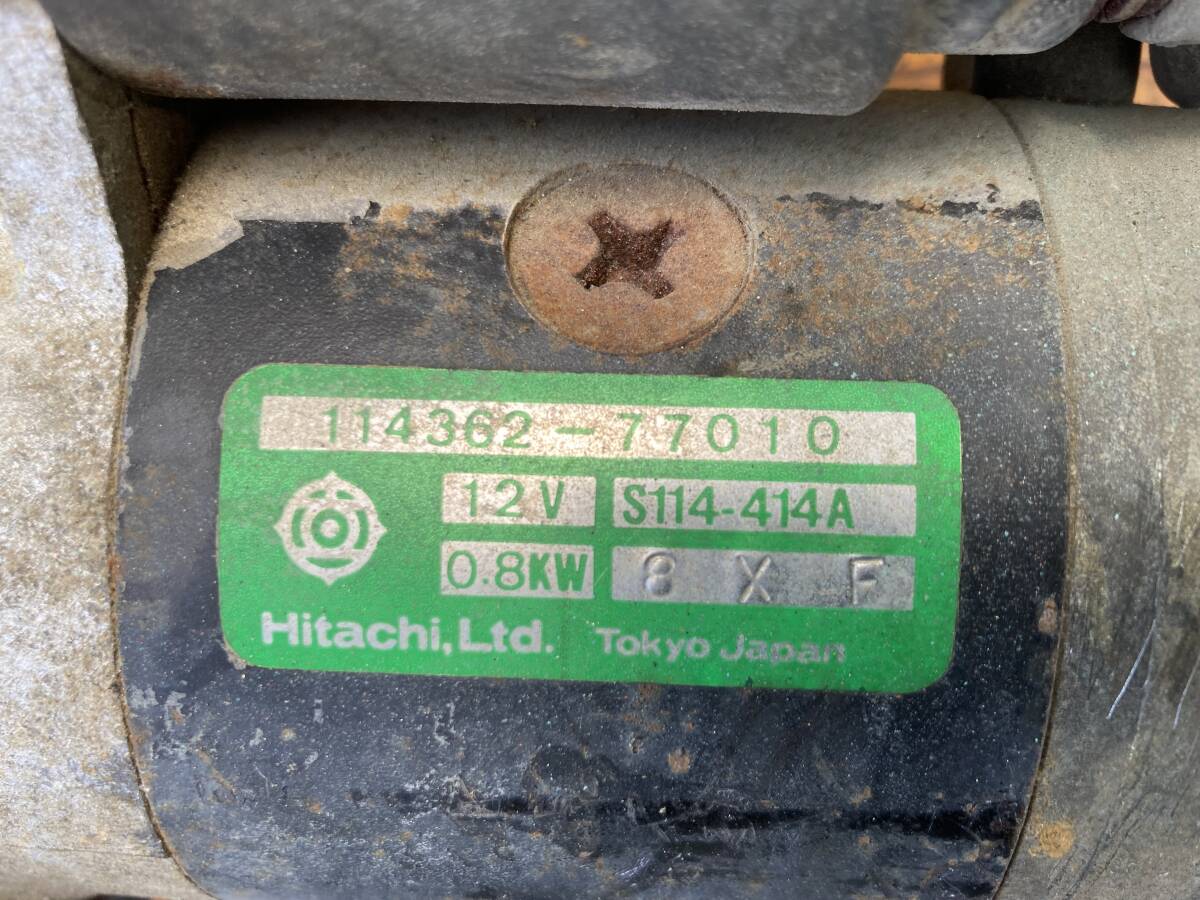 114362-77010
12V S114-414A
0.8KW 8 X F
Hitachi, Ltd. Tokyo Japan